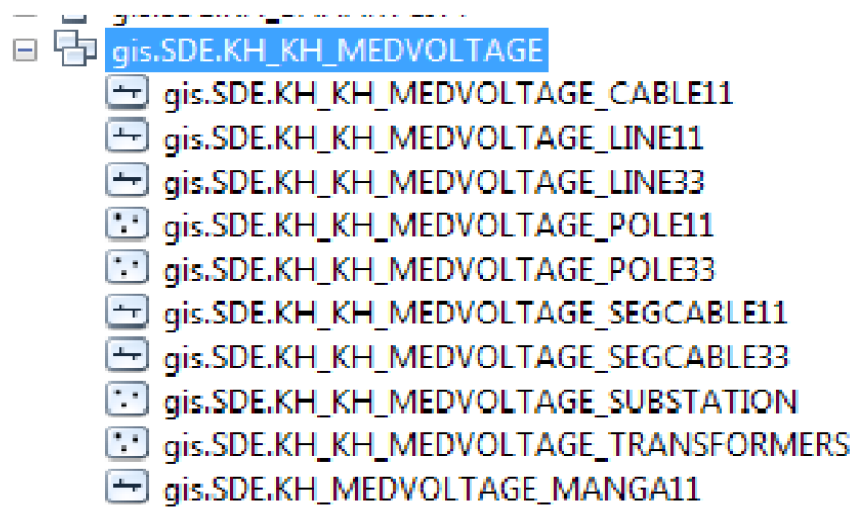 gis.SDE.KH_KH_MEDVOLTAGE
gis.SDE.KH_KH_MEDVOLTAGE_CABLE11
gis.SDE.KH_KH_MEDVOLTAGE_LINE11
gis.SDE.KH_KH_MEDVOLTAGE_LINE33
gis.SDE.KH_KH_MEDVOLTAGE_POLE11
gis.SDE.KH_KH_MEDVOLTAGE_POLE33
gis.SDE.KH_KH_MEDVOLTAGE_SEGCABLE11
gis.SDE.KH_KH_MEDVOLTAGE_SEGCABLE33
gis.SDE.KH_KH_MEDVOLTAGE_SUBSTATION
gis.SDE.KH_KH_MEDVOLTAGE_TRANSFORMERS
gis.SDE.KH_MEDVOLTAGE_MANGA11